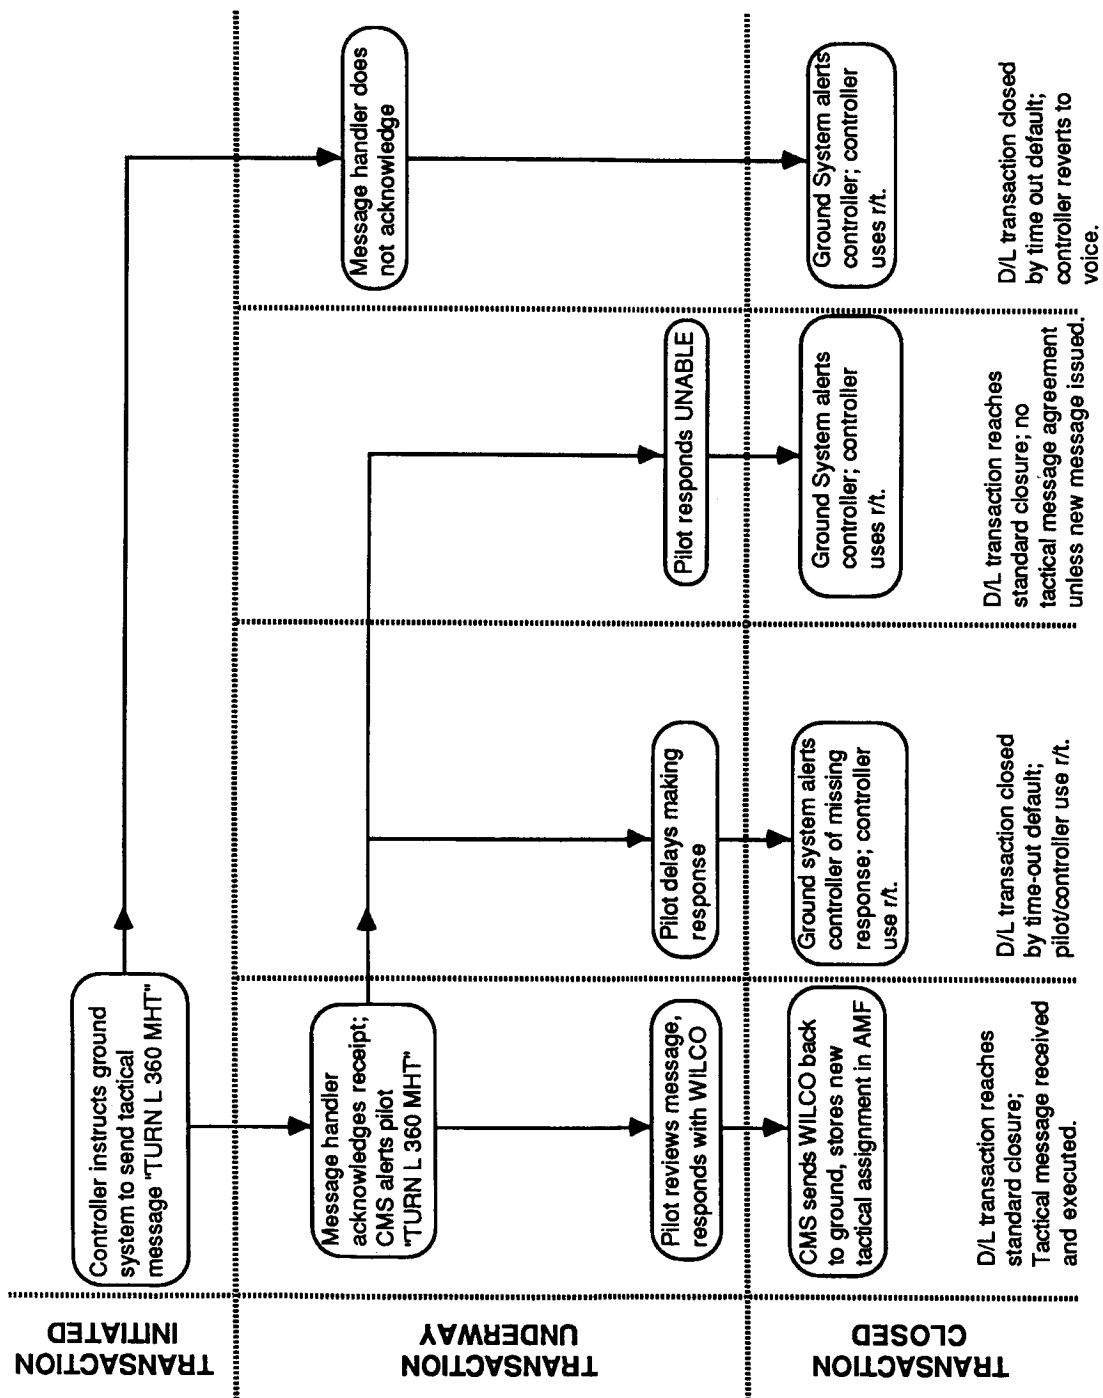 TRANSACTION
INITIATED
Controller instructs ground
system to send tactical
message "TURN L 360 MHT"
TRANSACTION
UNDERWAY
Message handler
acknowledges receipt;
CMS alerts pilot
"TURN L 360 MHT"
Message handler does
not acknowledge
Pilot reviews message,
responds with WILCO
Pilot delays making
response
Pilot responds UNABLE
TRANSACTION
CLOSED
CMS sends WILCO back
to ground, stores new
tactical assignment in AMF
Ground system alerts
controller of missing
response; controller
use r/t.
Ground System alerts
controller; controller
uses r/t.
Ground System alerts
controller; controller
uses r/t.
D/L transaction reaches
standard closure;
Tactical message received
and executed.
D/L transaction closed
by time-out default;
pilot/controller use r/t.
D/L transaction reaches
standard closure; no
tactical message agreement
unless new message issued.
D/L transaction closed
by time out default;
controller reverts to
voice.